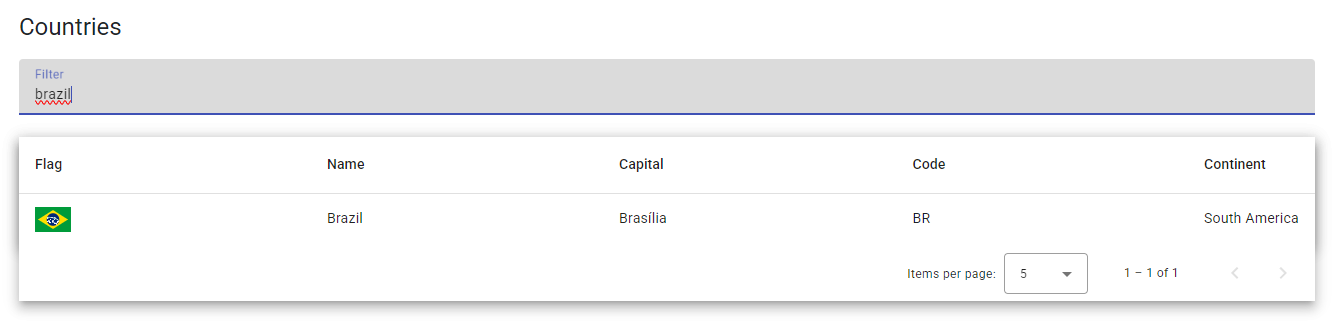 Countries
Filter
brazil
Flag Name Capital Code Continent
Brazil Brasília BR South America
Items per page: 5 1 – 1 of 1